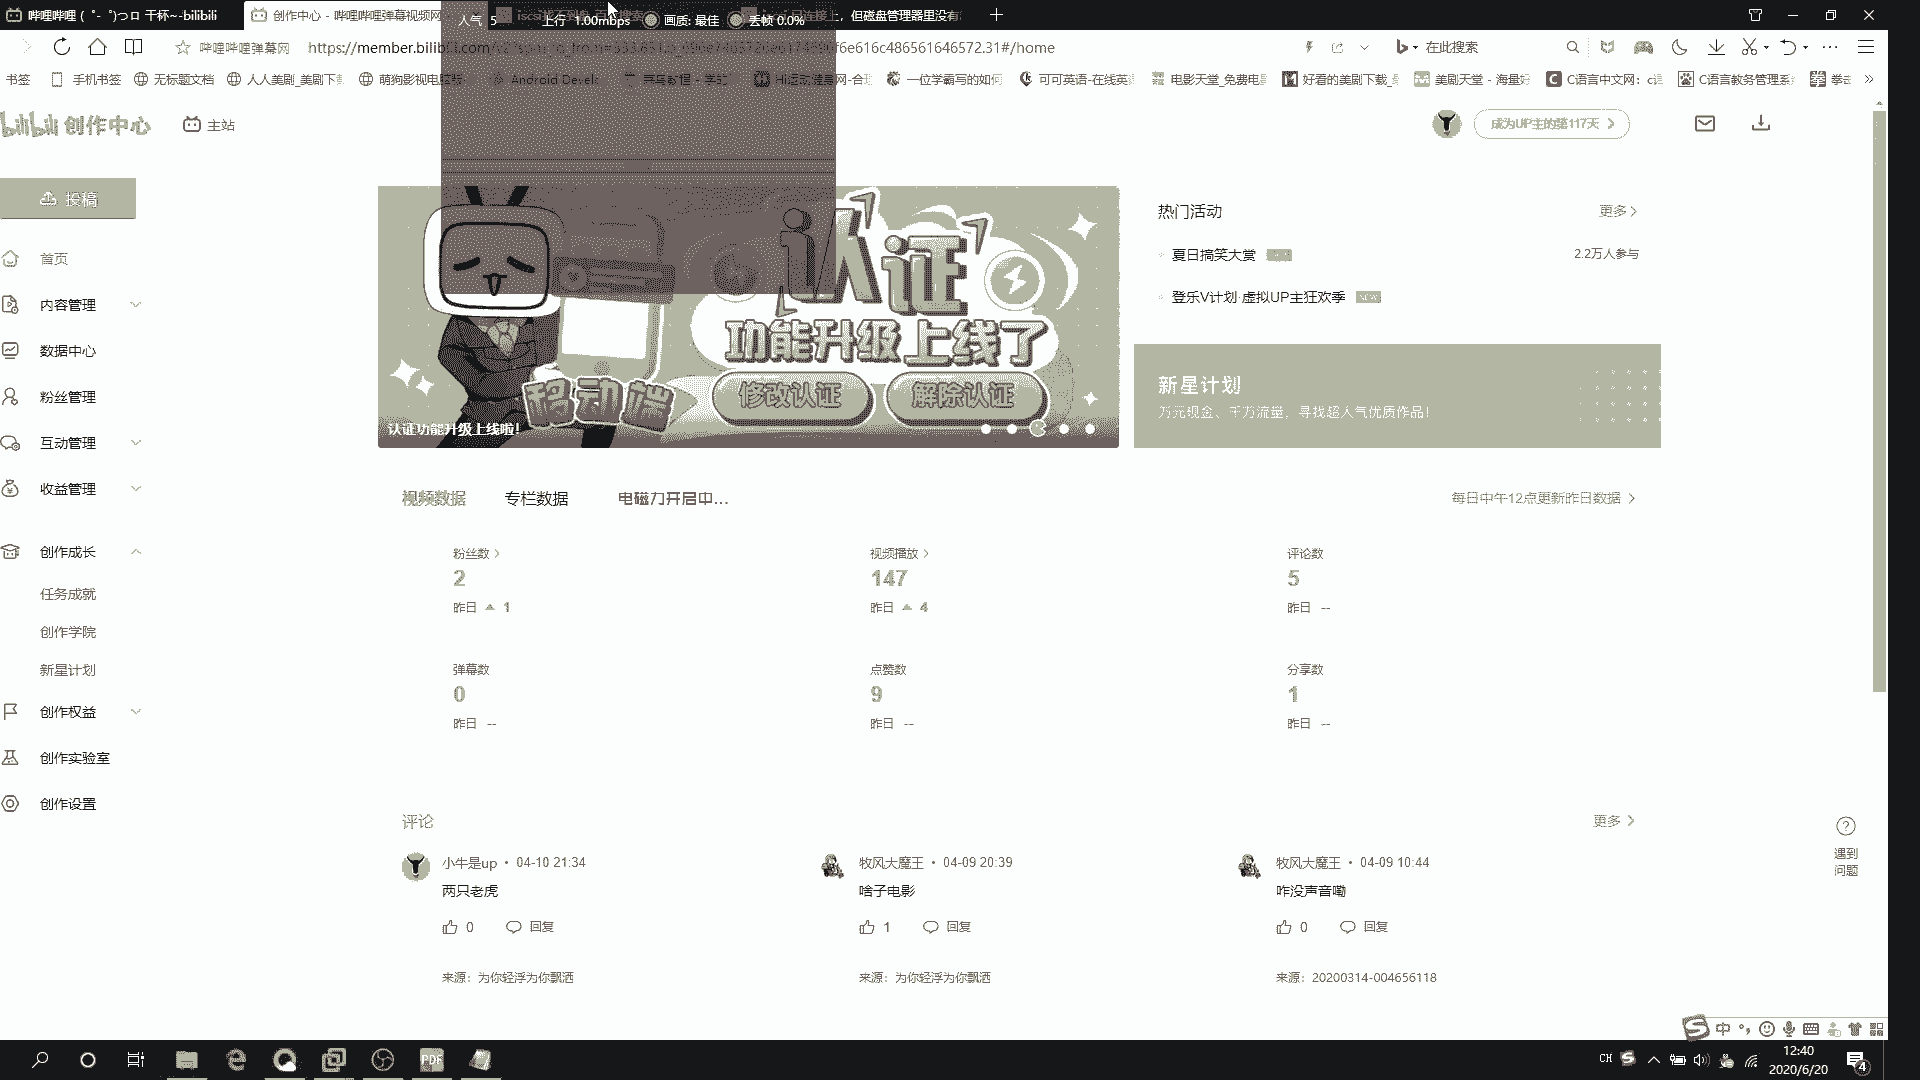 哔哩哔哩 ( ゜- ゜)つロ 干杯~-bilibili
创作中心 - 哔哩哔哩弹幕视频网
人气 5
上行 1.00mbps
画质: 最佳
丢帧 0.0%
已连接上，但磁盘管理器里没有
哔哩哔哩弹幕网
在此搜索
书签
手机书签
无标题文档
人人美剧_美剧下
萌狗影视电
一位学霸写的如何
可可英语-在线英
电影天堂_免费电
好看的美剧下载_
美剧天堂 - 海量好
C语言中文网：c
C语言教务管理系
bilibili 创作中心
主站
成为UP主的第117天
投稿
首页
内容管理
数据中心
粉丝管理
互动管理
收益管理
创作成长
任务成就
创作学院
新星计划
创作权益
创作实验室
创作设置
认证
功能升级上线了
移动端
修改认证
解除认证
认证功能升级上线啦！
热门活动
更多
夏日搞笑大赏
2.2万人参与
登乐V计划·虚拟UP主狂欢季
NEW
新星计划
万元现金、千万流量，寻找超人气优质作品！
视频数据
专栏数据
电磁力开启中...
每日中午12点更新昨日数据
粉丝数
2
昨日 1
视频播放
147
昨日 4
评论数
5
昨日 --
弹幕数
0
昨日 --
点赞数
9
昨日 --
分享数
1
昨日 --
评论
更多
小牛是up • 04-10 21:34
两只老虎
0 回复
来源：为你轻浮为你飘洒
牧风大魔王 • 04-09 20:39
啥子电影
1 回复
来源：为你轻浮为你飘洒
牧风大魔王 • 04-09 10:44
咋没声音嘞
0 回复
来源：20200314-004656118
遇到
问题
中
PDF
CH
12:40
2020/6/20
4